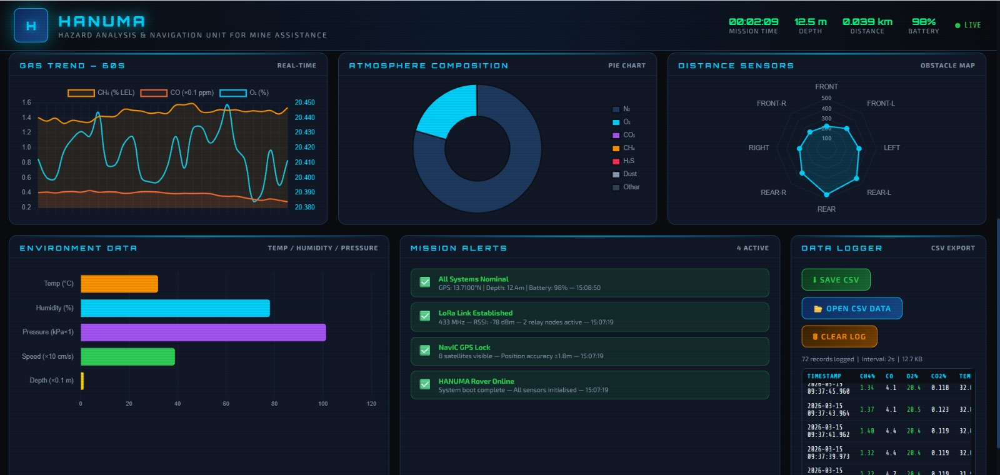 H
HANUMA
HAZARD ANALYSIS & NAVIGATION UNIT FOR MINE ASSISTANCE
00:02:09
MISSION TIME
12.5 m
DEPTH
0.039 km
DISTANCE
98%
BATTERY
LIVE
GAS TREND — 60S
REAL-TIME
CH₄ (% LEL) CO (×0.1 ppm) O₂ (%)
1.6
1.4
1.2
1.0
0.8
0.6
0.4
0.2
20.450
20.440
20.430
20.420
20.410
20.400
20.390
20.380
ATMOSPHERE COMPOSITION
PIE CHART
N₂
O₂
CO₂
CH₄
H₂S
Dust
Other
DISTANCE SENSORS
OBSTACLE MAP
FRONT
FRONT-R
FRONT-L
500
400
300
200
100
RIGHT
LEFT
REAR-R
REAR-L
REAR
ENVIRONMENT DATA
TEMP / HUMIDITY / PRESSURE
Temp (°C)
Humidity (%)
Pressure (kPa×1)
Speed (×10 cm/s)
Depth (×0.1 m)
0 20 40 60 80 100 120
MISSION ALERTS
4 ACTIVE
All Systems Nominal
GPS: 13.7100°N | Depth: 12.4m | Battery: 98% — 15:08:50
LoRa Link Established
433 MHz — RSSI: -78 dBm — 2 relay nodes active — 15:07:19
NavIC GPS Lock
8 satellites visible — Position accuracy ±1.8m — 15:07:19
HANUMA Rover Online
System boot complete — All sensors initialised — 15:07:19
DATA LOGGER
CSV EXPORT
SAVE CSV
OPEN CSV DATA
CLEAR LOG
72 records logged | Interval: 2s | 12.7 KB
TIMESTAMP CH4% CO O2% CO2% TEM
2026-03-15
09:37:45.960 1.34 4.1 20.4 0.118 32.
2026-03-15
09:37:43.964 1.37 4.1 20.5 0.123 32.
2026-03-15
09:37:41.962 1.40 4.4 20.4 0.119 32.
2026-03-15
09:37:39.973 1.32 4.4 20.4 0.119 32.
2026-03-15
1.22 4.7 20.4 0.119 31.